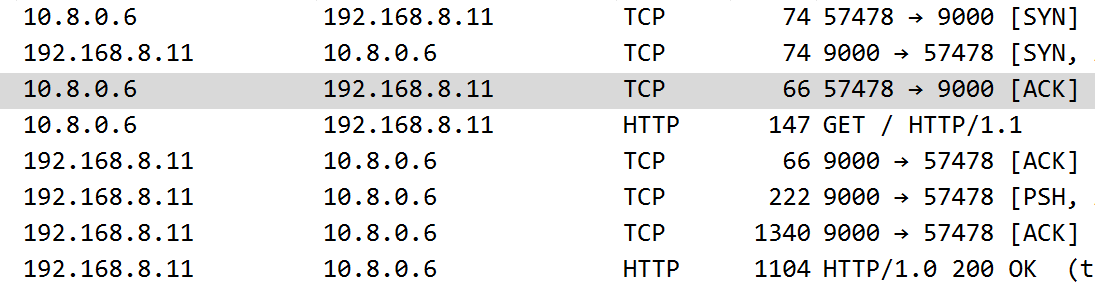 10.8.0.6 192.168.8.11 TCP 74 57478 → 9000 [SYN]
192.168.8.11 10.8.0.6 TCP 74 9000 → 57478 [SYN,
10.8.0.6 192.168.8.11 TCP 66 57478 → 9000 [ACK]
10.8.0.6 192.168.8.11 HTTP 147 GET / HTTP/1.1
192.168.8.11 10.8.0.6 TCP 66 9000 → 57478 [ACK]
192.168.8.11 10.8.0.6 TCP 222 9000 → 57478 [PSH,
192.168.8.11 10.8.0.6 TCP 1340 9000 → 57478 [ACK]
192.168.8.11 10.8.0.6 HTTP 1104 HTTP/1.0 200 OK (t